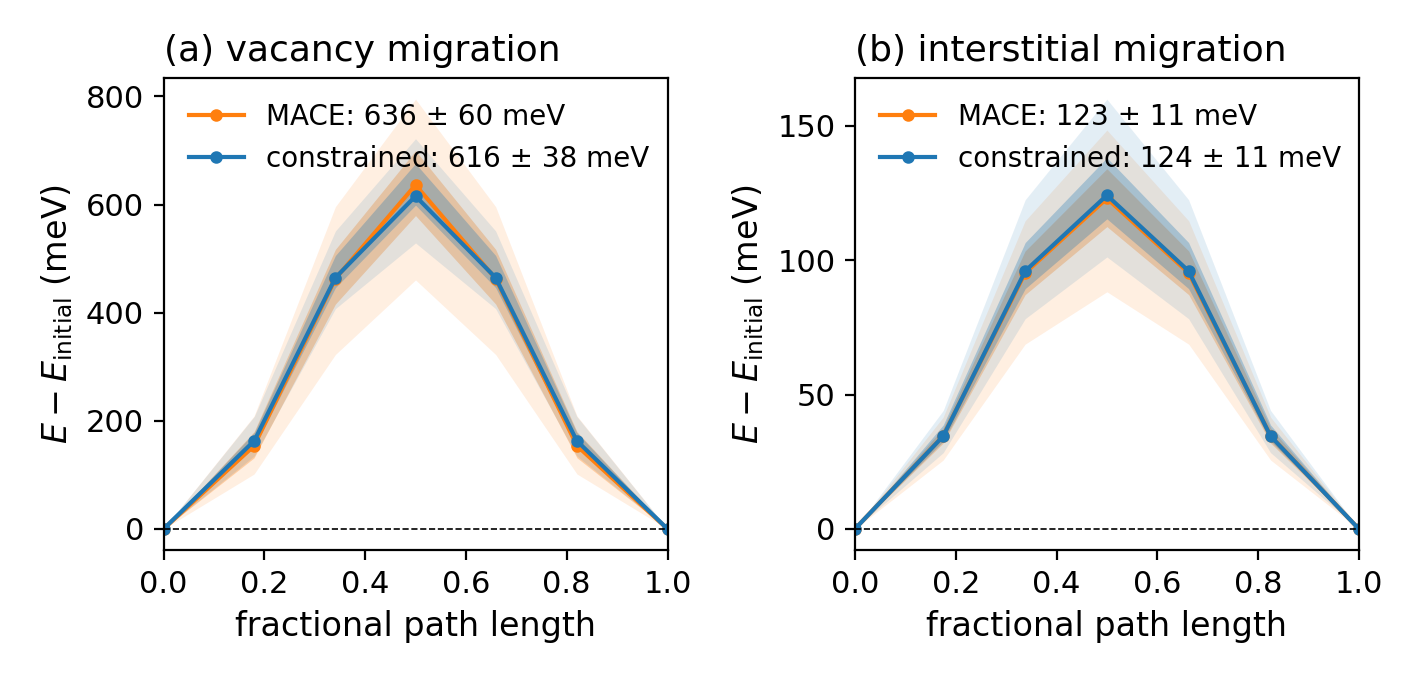 (a) vacancy migration
MACE: 636 ± 60 meV
constrained: 616 ± 38 meV
800
600
400
200
0
E − E_initial (meV)
0.0 0.2 0.4 0.6 0.8 1.0
fractional path length
(b) interstitial migration
MACE: 123 ± 11 meV
constrained: 124 ± 11 meV
150
100
50
0
E − E_initial (meV)
0.0 0.2 0.4 0.6 0.8 1.0
fractional path length